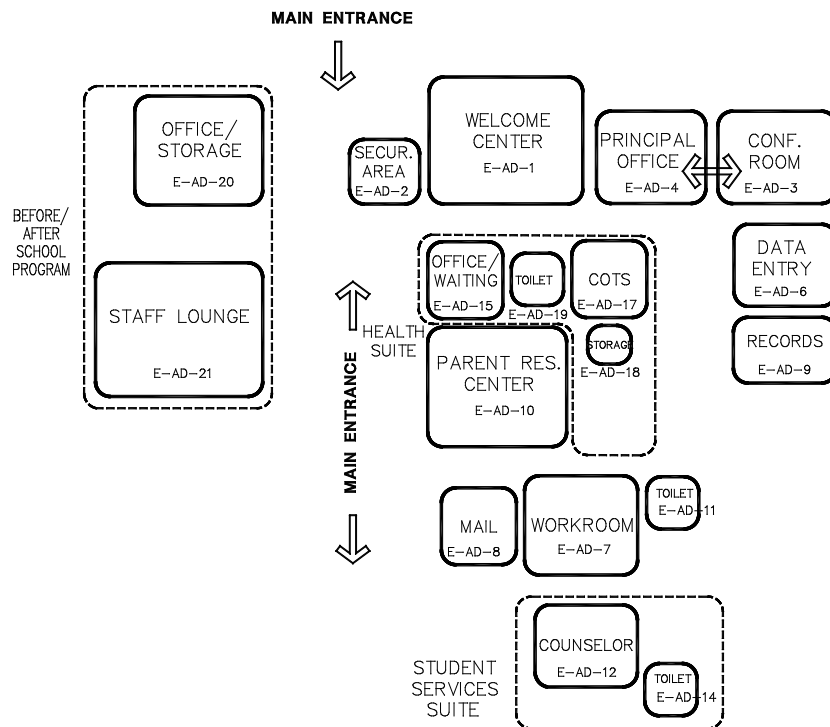 MAIN ENTRANCE
OFFICE/
STORAGE
E-AD-20
WELCOME
CENTER
E-AD-1
SECUR.
AREA
E-AD-2
PRINCIPAL
OFFICE
E-AD-4
CONF.
ROOM
E-AD-3
BEFORE/
AFTER
SCHOOL
PROGRAM
STAFF LOUNGE
E-AD-21
OFFICE/
WAITING
E-AD-15
TOILET
E-AD-19
COTS
E-AD-17
DATA
ENTRY
E-AD-6
HEALTH
SUITE
STORAGE
E-AD-18
RECORDS
E-AD-9
PARENT RES.
CENTER
E-AD-10
MAIN ENTRANCE
MAIL
E-AD-8
WORKROOM
E-AD-7
TOILET
E-AD-11
COUNSELOR
E-AD-12
TOILET
E-AD-14
STUDENT
SERVICES
SUITE